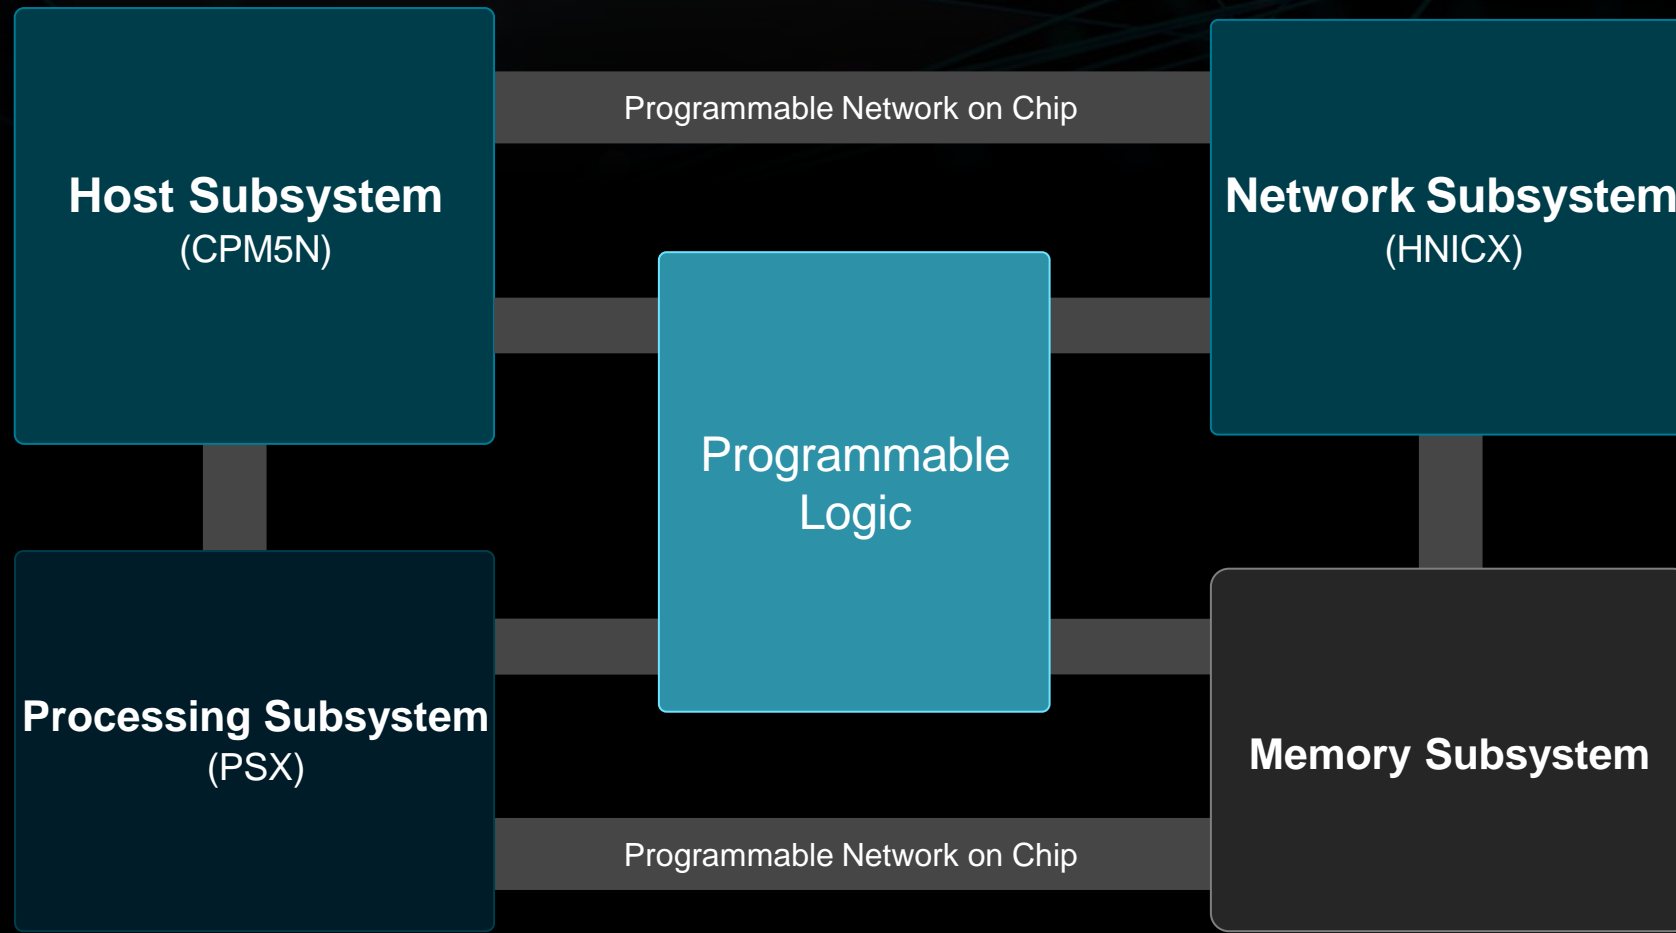 Programmable Network on Chip
Host Subsystem
(CPM5N)
Network Subsystem
(HNICX)
Programmable
Logic
Processing Subsystem
(PSX)
Memory Subsystem
Programmable Network on Chip